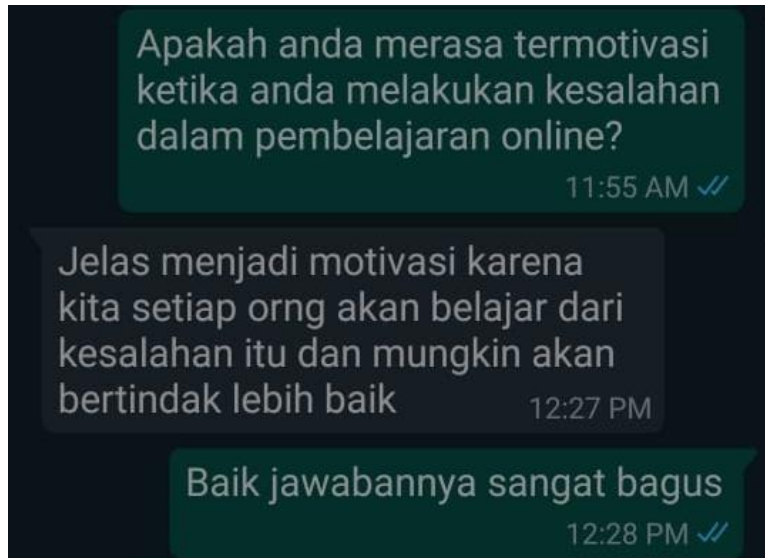 Apakah anda merasa termotivasi
ketika anda melakukan kesalahan
dalam pembelajaran online?
11:55 AM
Jelas menjadi motivasi karena
kita setiap orng akan belajar dari
kesalahan itu dan mungkin akan
bertindak lebih baik
12:27 PM
Baik jawabannya sangat bagus
12:28 PM